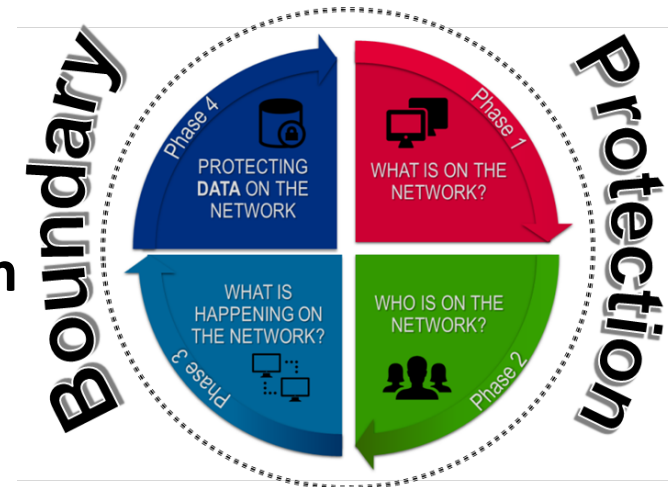 Boundary
Protection
Phase 4
PROTECTING
DATA ON THE
NETWORK
Phase 1
WHAT IS ON THE
NETWORK?
n
WHAT IS
HAPPENING ON
THE NETWORK?
Phase 3
WHO IS ON THE
NETWORK?
Phase 2